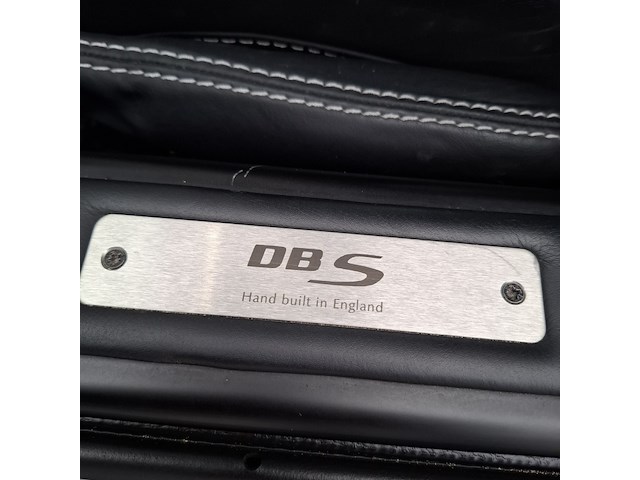 DBS
Hand built in England